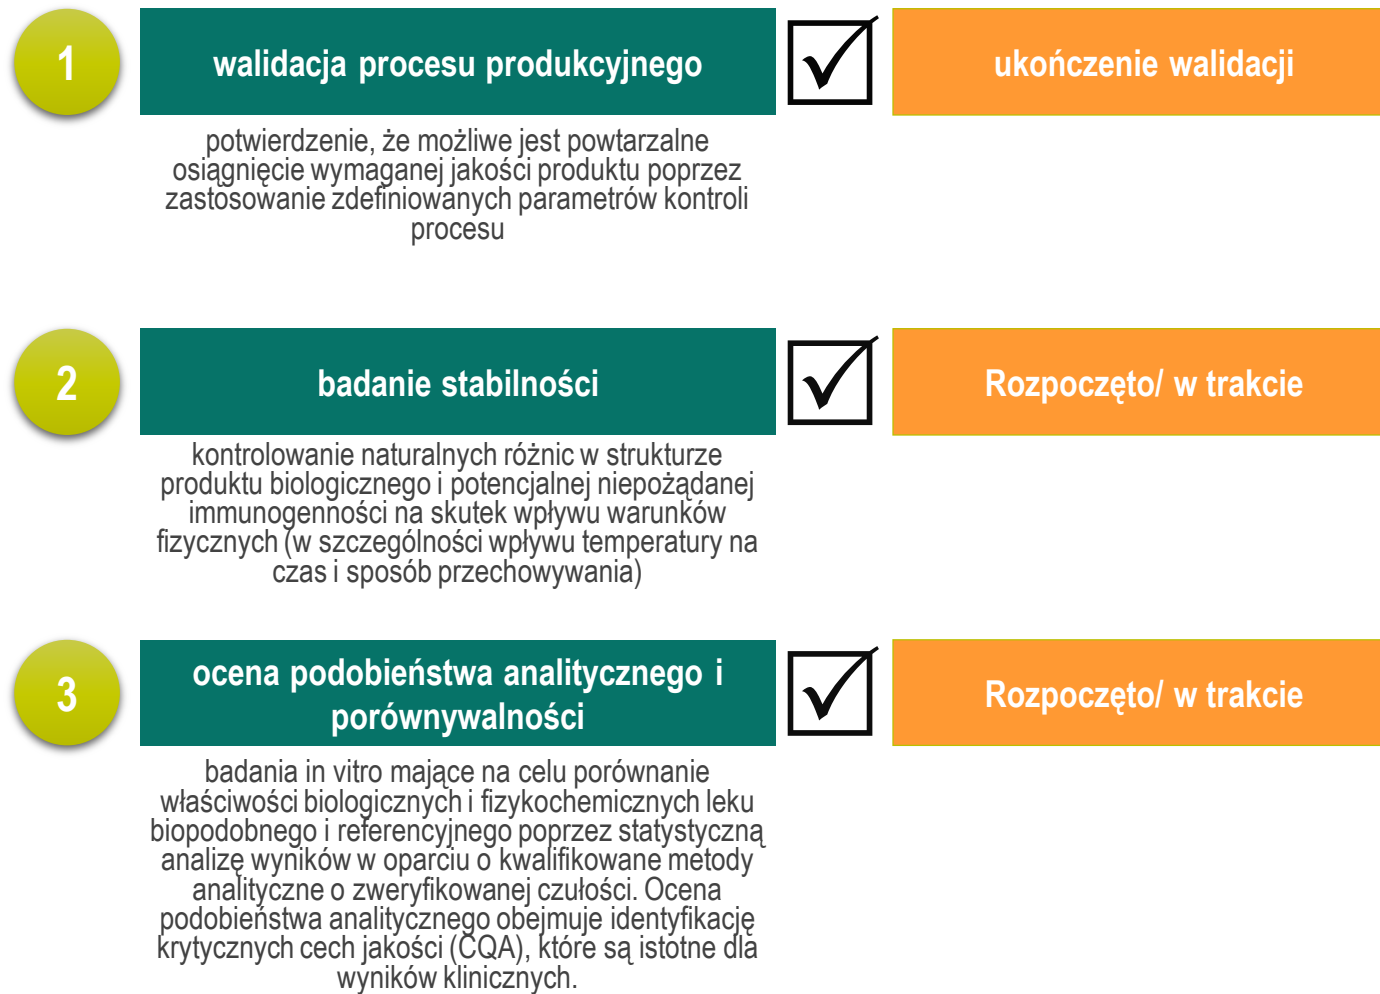 1
walidacja procesu produkcyjnego
ukończenie walidacji
potwierdzenie, że możliwe jest powtarzalne
osiągnięcie wymaganej jakości produktu poprzez
zastosowanie zdefiniowanych parametrów kontroli
procesu
2
badanie stabilności
Rozpoczęto/ w trakcie
kontrolowanie naturalnych różnic w strukturze
produktu biologicznego i potencjalnej niepożądanej
immunogenności na skutek wpływu warunków
fizycznych (w szczególności wpływu temperatury na
czas i sposób przechowywania)
3
ocena podobieństwa analitycznego i
porównywalności
Rozpoczęto/ w trakcie
badania in vitro mające na celu porównanie
właściwości biologicznych i fizykochemicznych leku
biopodobnego i referencyjnego poprzez statystyczną
analizę wyników w oparciu o kwalifikowane metody
analityczne o zweryfikowanej czułości. Ocena
podobieństwa analitycznego obejmuje identyfikację
krytycznych cech jakości (CQA), które są istotne dla
wyników klinicznych.